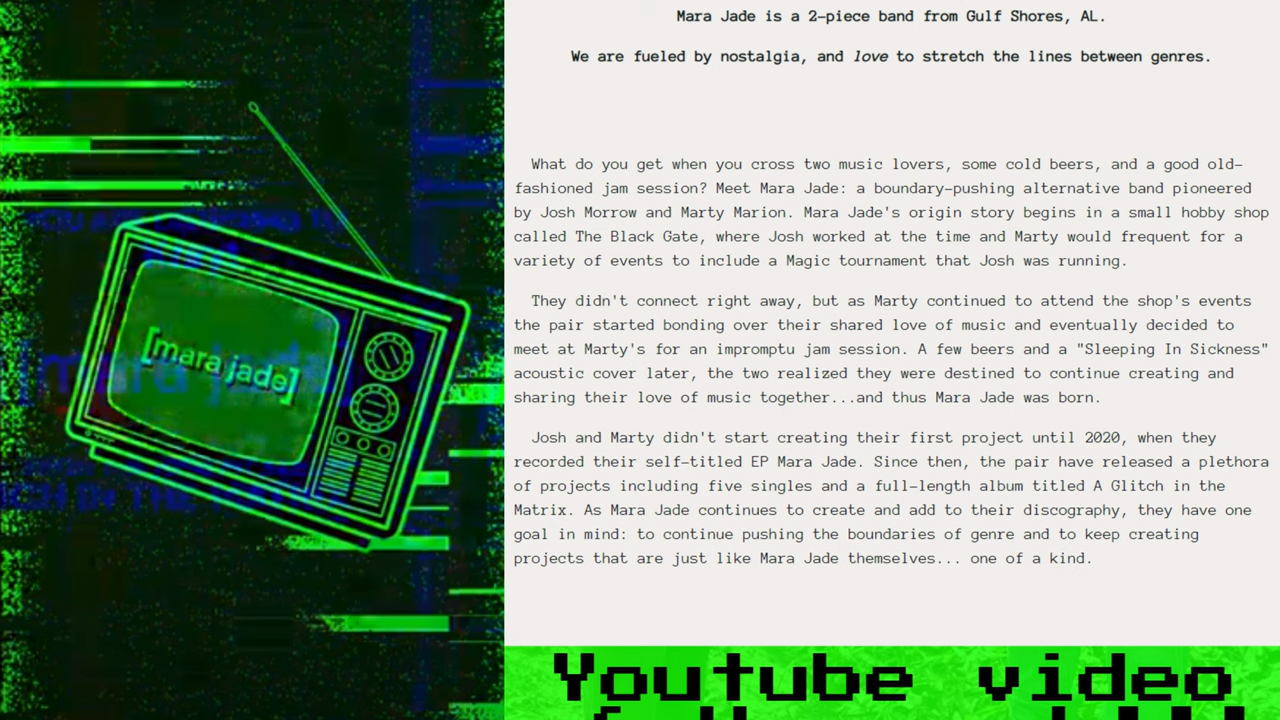 [mara jade]
Mara Jade is a 2-piece band from Gulf Shores, AL.
We are fueled by nostalgia, and love to stretch the lines between genres.
What do you get when you cross two music lovers, some cold beers, and a good old-
fashioned jam session? Meet Mara Jade: a boundary-pushing alternative band pioneered
by Josh Morrow and Marty Marion. Mara Jade's origin story begins in a small hobby shop
called The Black Gate, where Josh worked at the time and Marty would frequent for a
variety of events to include a Magic tournament that Josh was running.
They didn't connect right away, but as Marty continued to attend the shop's events
the pair started bonding over their shared love of music and eventually decided to
meet at Marty's for an impromptu jam session. A few beers and a "Sleeping In Sickness"
acoustic cover later, the two realized they were destined to continue creating and
sharing their love of music together...and thus Mara Jade was born.
Josh and Marty didn't start creating their first project until 2020, when they
recorded their self-titled EP Mara Jade. Since then, the pair have released a plethora
of projects including five singles and a full-length album titled A Glitch in the
Matrix. As Mara Jade continues to create and add to their discography, they have one
goal in mind: to continue pushing the boundaries of genre and to keep creating
projects that are just like Mara Jade themselves... one of a kind.
Youtube video